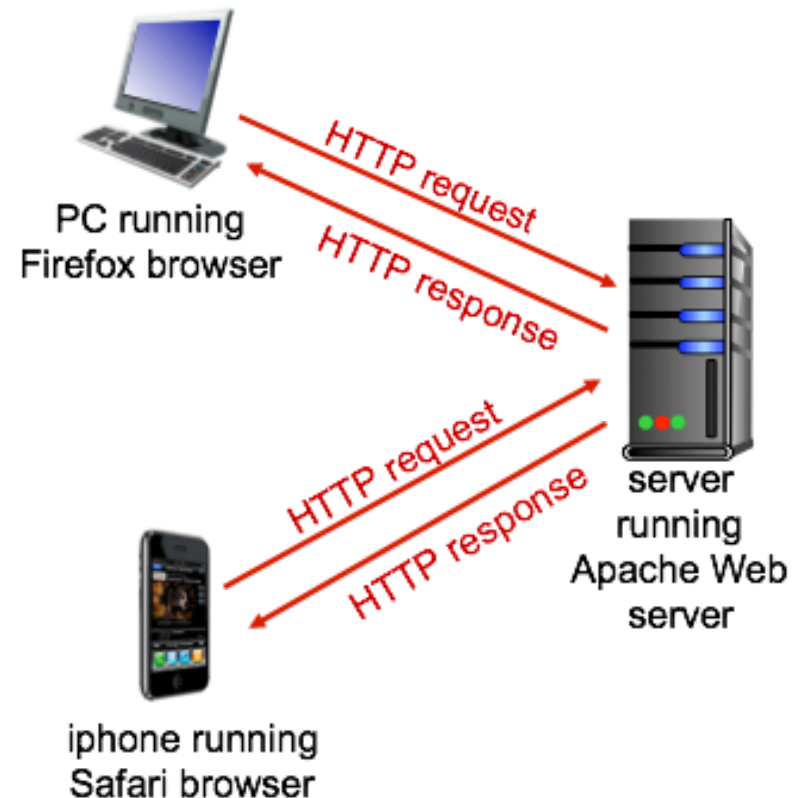 HTTP request
PC running
Firefox browser
HTTP response
HTTP request
HTTP response
server
running
Apache Web
server
iphone running
Safari browser